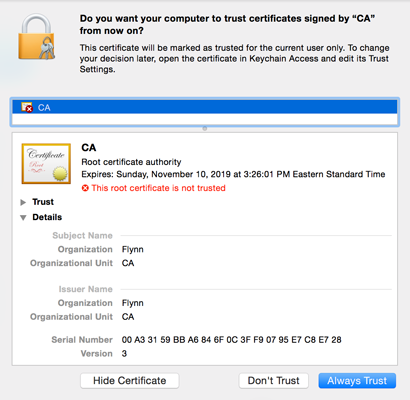 Do you want your computer to trust certificates signed by “CA”
from now on?
This certificate will be marked as trusted for the current user only. To change
your decision later, open the certificate in Keychain Access and edit its Trust
Settings.
CA
Certificate
Root
CA
Root certificate authority
Expires: Sunday, November 10, 2019 at 3:26:01 PM Eastern Standard Time
This root certificate is not trusted
Trust
Details
Subject Name
Organization Flynn
Organizational Unit CA
Issuer Name
Organization Flynn
Organizational Unit CA
Serial Number 00 A3 31 59 BB A6 84 6F 0C 3F F9 07 95 E7 C8 E7 28
Version 3
Hide Certificate Don't Trust Always Trust